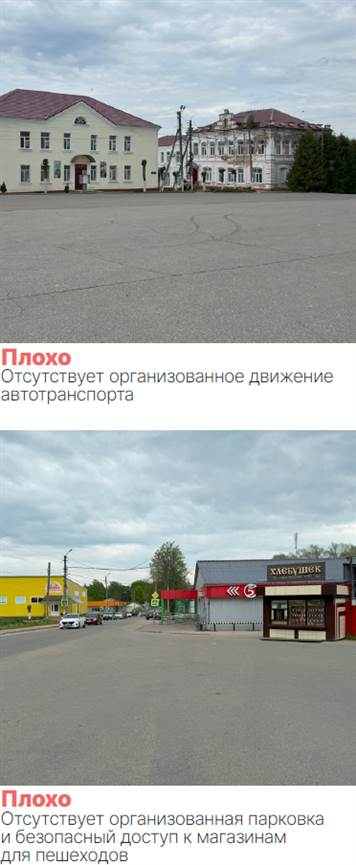 Плохо
Отсутствует организованное движение
автотранспорта
ХЛЕБУШЕК
Плохо
Отсутствует организованная парковка
и безопасный доступ к магазинам
для пешеходов